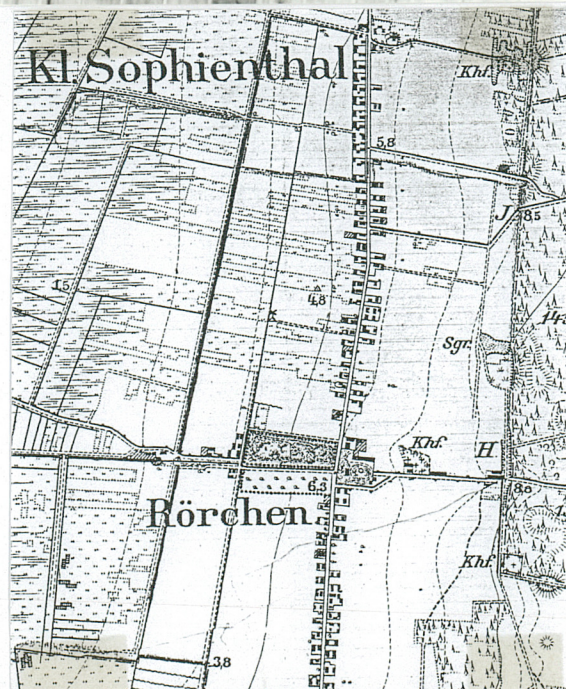 Kl. Sophienthal
Khf.
5,8
J
8,5
1,5
4,8
Sgr.
Khf.
H
6,3
8,6
Rörchen
Khf.
3,8